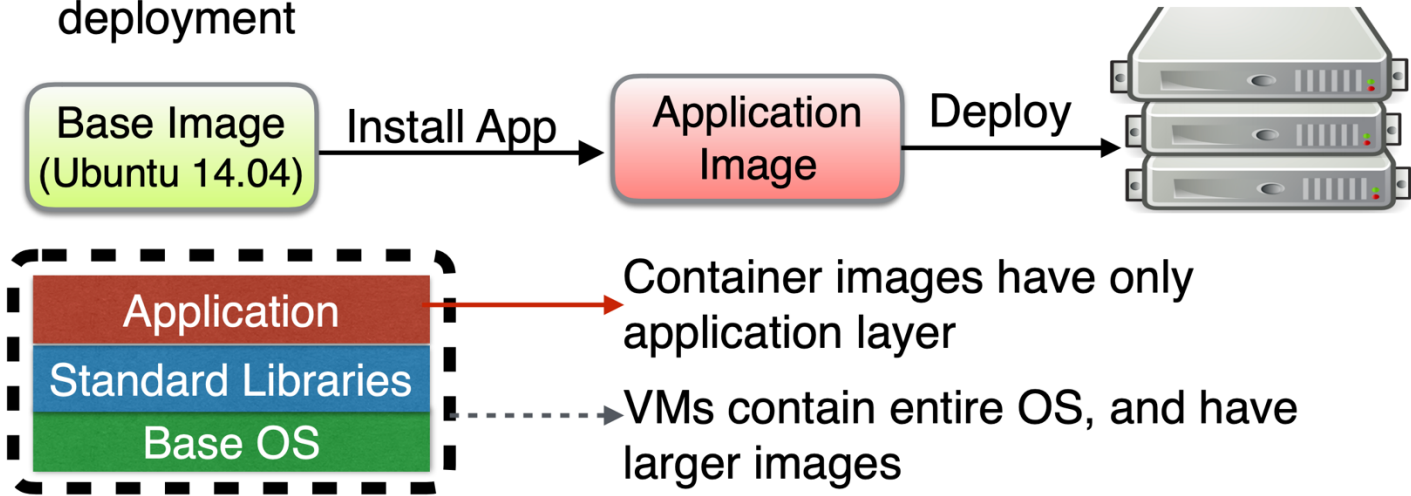 deployment
Base Image
(Ubuntu 14.04)
Install App
Application
Image
Deploy
Application
Standard Libraries
Base OS
Container images have only
application layer
VMs contain entire OS, and have
larger images